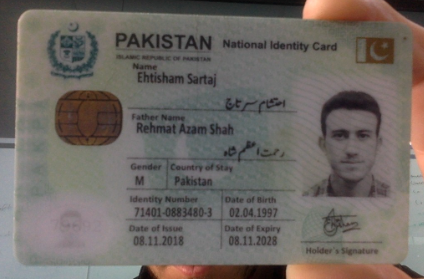 PAKISTAN National Identity Card
ISLAMIC REPUBLIC OF PAKISTAN
Name
Ehtisham Sartaj
احتشام سرتاج
Father Name
Rehmat Azam Shah
رحمت اعظم شاہ
Gender Country of Stay
M Pakistan
Identity Number Date of Birth
71401-0883480-3 02.04.1997
Date of Issue Date of Expiry
08.11.2018 08.11.2028
Holder's Signature